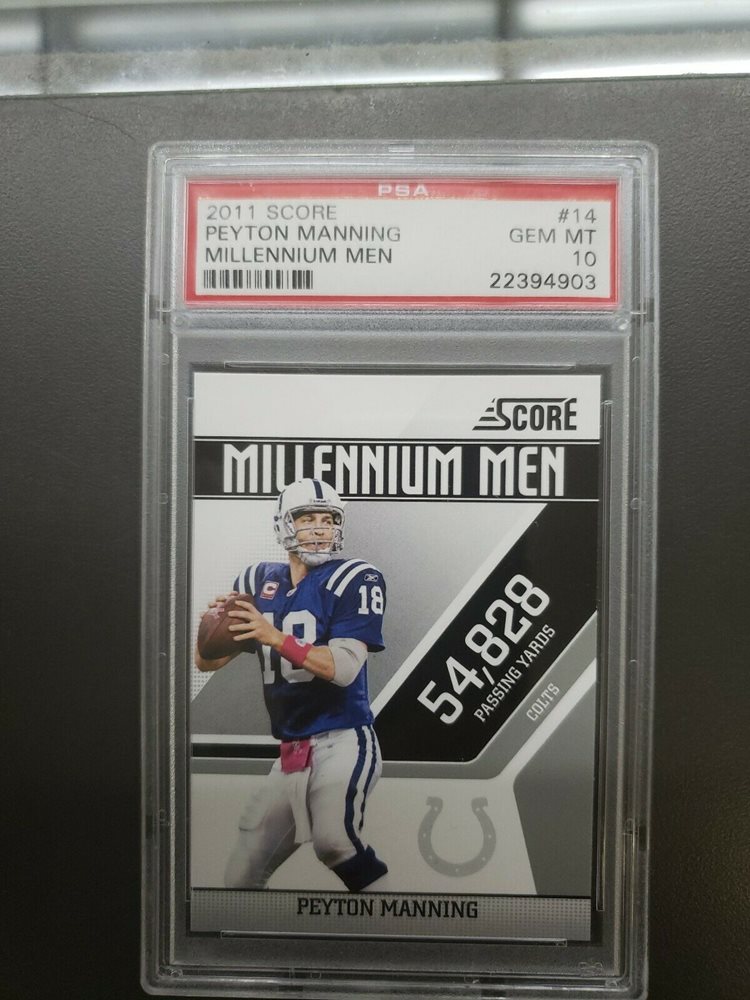 PSA
2011 SCORE #14
PEYTON MANNING GEM MT
MILLENNIUM MEN 10
22394903
SCORE
MILLENNIUM MEN
C
18
18
54,828
PASSING YARDS
COLTS
PEYTON MANNING